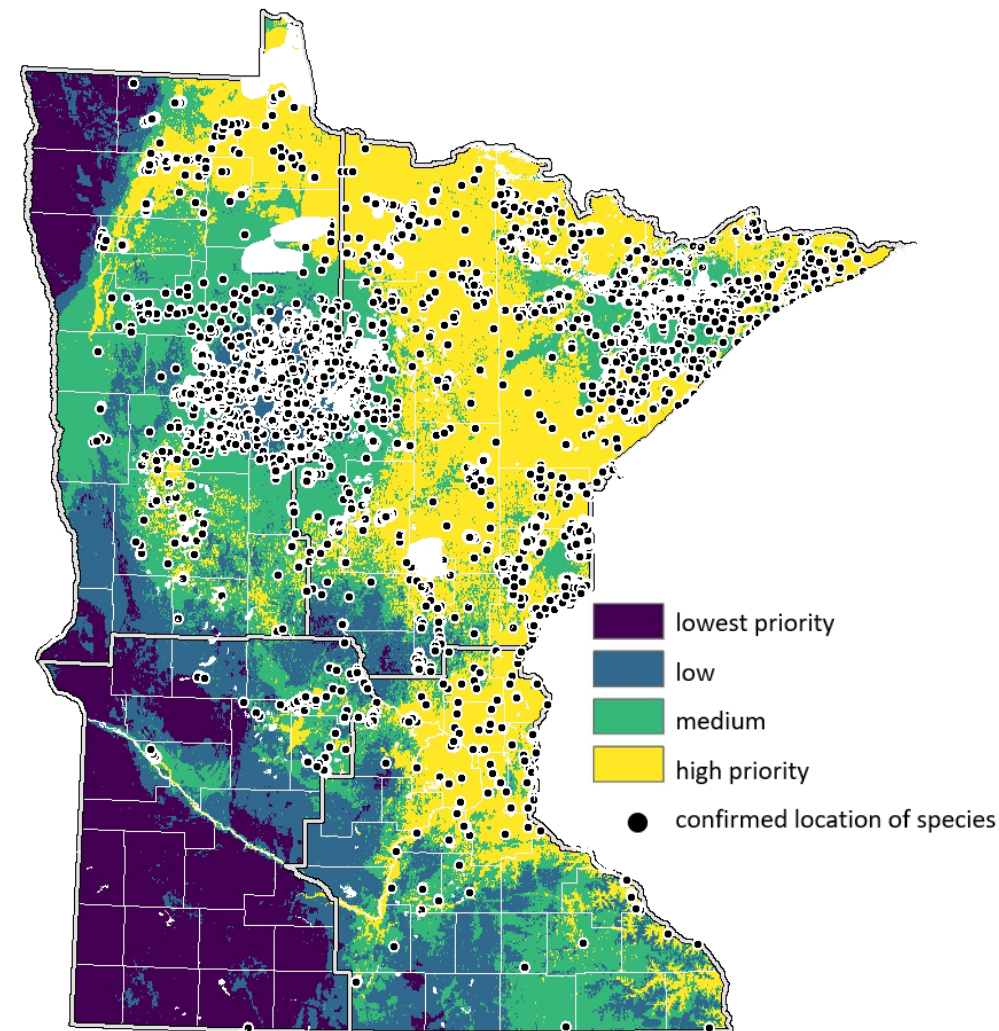 lowest priority
low
medium
high priority
confirmed location of species